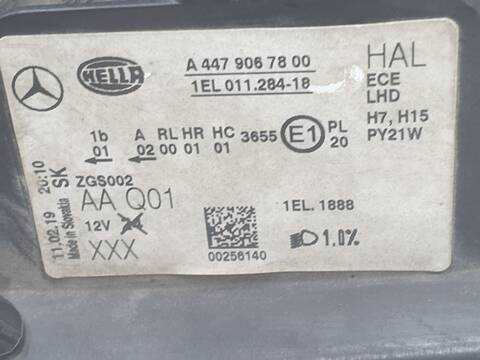 HELLA
A 447 906 78 00
1EL 011.284-18
HAL
ECE
LHD
H7, H15
PY21W
1b A RL HR HC
01 02 00 01 01
3655 E1 PL
20
ZGS002
AA Q01
12V
XXX
11.02.19 20:10
Made in Slovakia SK
00256140
1EL. 1888
1.0%